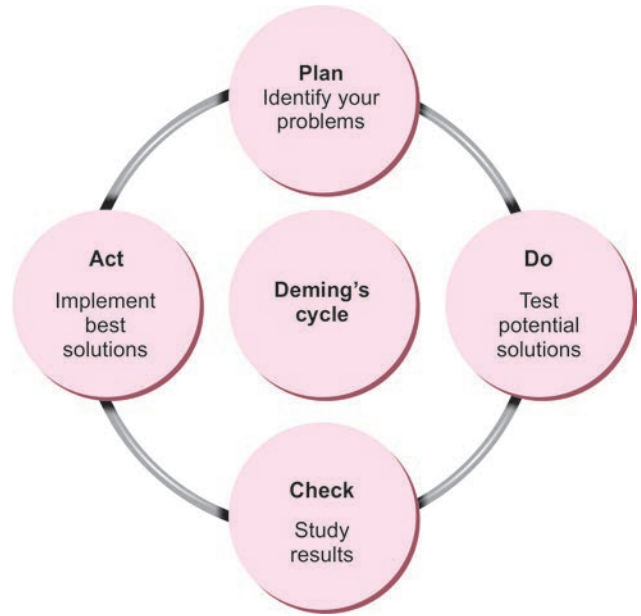 Plan
Identify your
problems
Act
Implement
best
solutions
Deming’s
cycle
Do
Test
potential
solutions
Check
Study
results